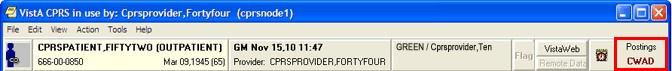 VistA CPRS in use by: Cprsprovider,Fortyfour (cprsnode1)
File Edit View Action Tools Help
CPRSPATIENT,FIFTYTWO (OUTPATIENT) GM Nov 15,10 11:47 GREEN / Cprsprovider,Ten Flag VistaWeb Postings
666-00-0850 Mar 09,1945 (65) Provider: CPRSPROVIDER,FORTYFOUR Remote Data CWAD